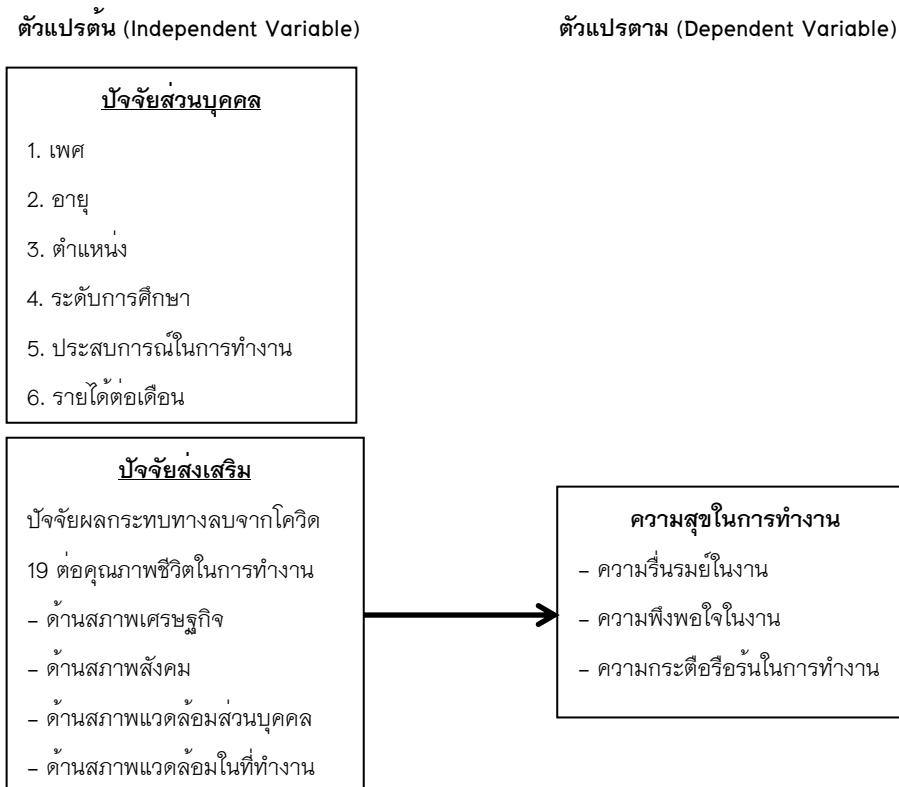 ตัวแปรต้น (Independent Variable)
ตัวแปรตาม (Dependent Variable)
ปัจจัยส่วนบุคคล
1. เพศ
2. อายุ
3. ตำแหน่ง
4. ระดับการศึกษา
5. ประสบการณ์ในการทำงาน
6. รายได้ต่อเดือน
ปัจจัยส่งเสริม
ปัจจัยผลกระทบทางลบจากโควิด
19 ต่อคุณภาพชีวิตในการทำงาน
- ด้านสภาพเศรษฐกิจ
- ด้านสภาพสังคม
- ด้านสภาพแวดล้อมส่วนบุคคล
- ด้านสภาพแวดล้อมในที่ทำงาน
ความสุขในการทำงาน
- ความรื่นรมย์ในงาน
- ความพึงพอใจในงาน
- ความกระตือรือร้นในการทำงาน